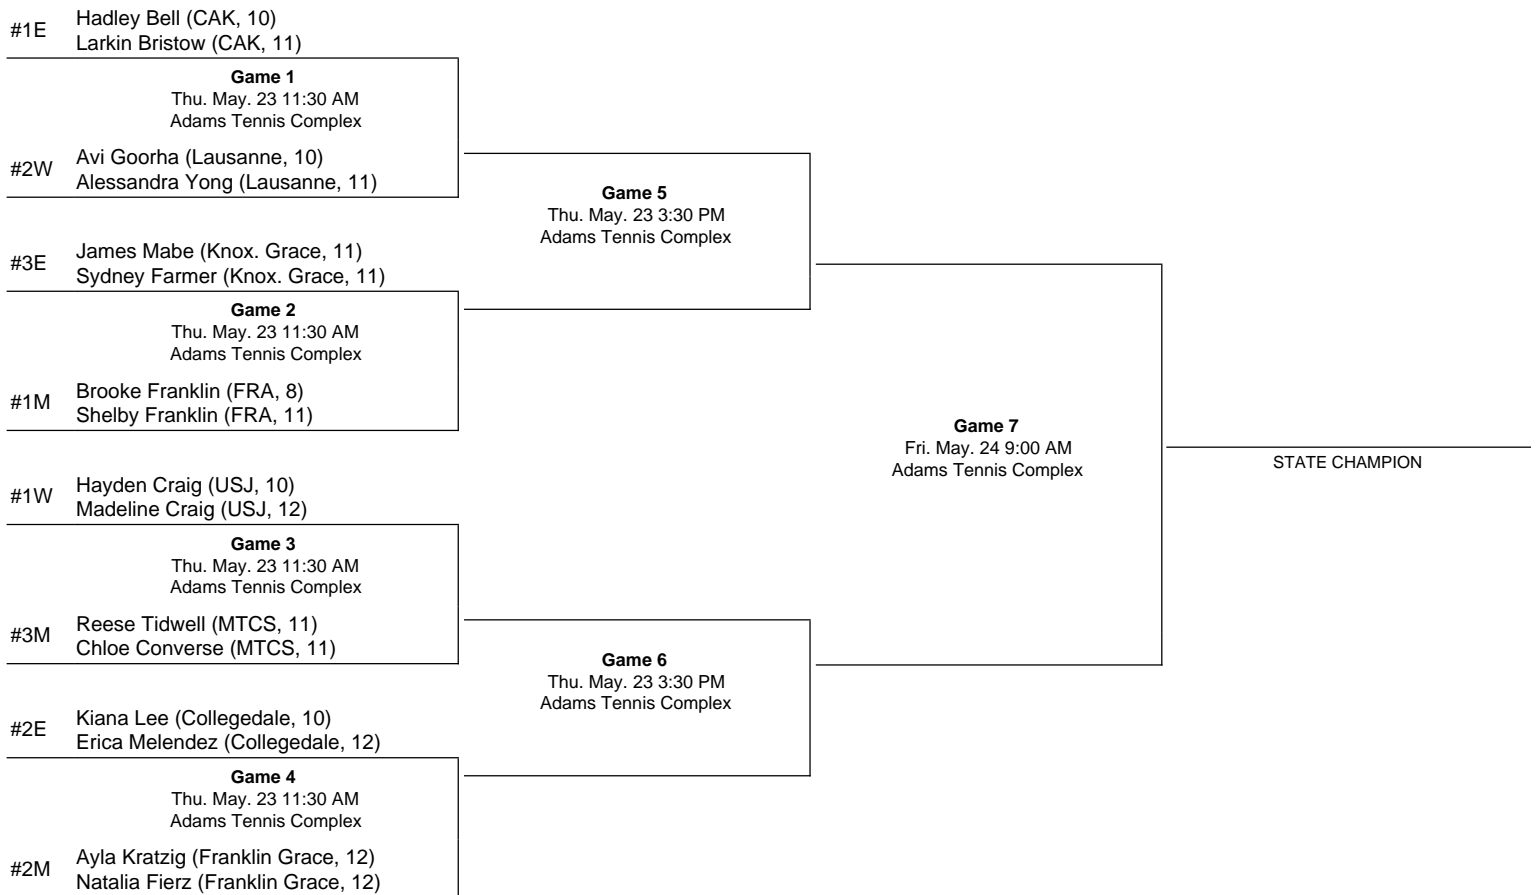 #1E
Hadley Bell (CAK, 10)
Larkin Bristow (CAK, 11)
Game 1
Thu. May. 23 11:30 AM
Adams Tennis Complex
#2W
Avi Goorha (Lausanne, 10)
Alessandra Yong (Lausanne, 11)
Game 5
Thu. May. 23 3:30 PM
Adams Tennis Complex
#3E
James Mabe (Knox. Grace, 11)
Sydney Farmer (Knox. Grace, 11)
Game 2
Thu. May. 23 11:30 AM
Adams Tennis Complex
#1M
Brooke Franklin (FRA, 8)
Shelby Franklin (FRA, 11)
Game 7
Fri. May. 24 9:00 AM
Adams Tennis Complex
STATE CHAMPION
#1W
Hayden Craig (USJ, 10)
Madeline Craig (USJ, 12)
Game 3
Thu. May. 23 11:30 AM
Adams Tennis Complex
#3M
Reese Tidwell (MTCS, 11)
Chloe Converse (MTCS, 11)
Game 6
Thu. May. 23 3:30 PM
Adams Tennis Complex
#2E
Kiana Lee (Collegedale, 10)
Erica Melendez (Collegedale, 12)
Game 4
Thu. May. 23 11:30 AM
Adams Tennis Complex
#2M
Ayla Kratzig (Franklin Grace, 12)
Natalia Fierz (Franklin Grace, 12)